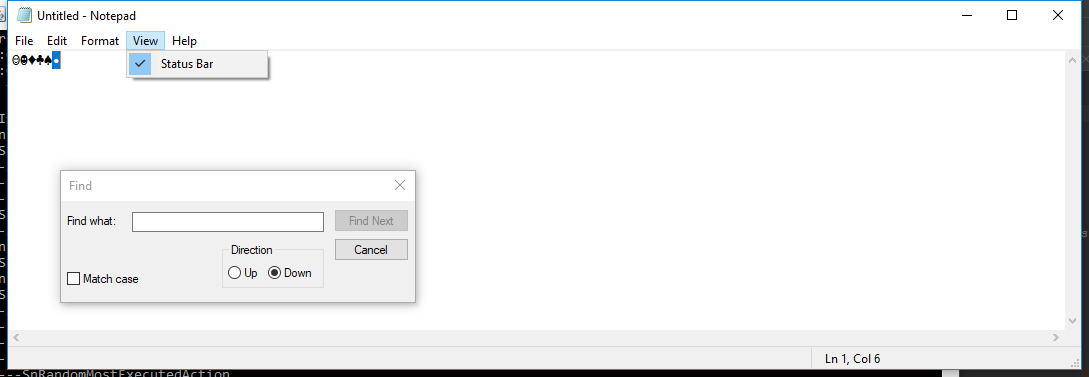 Untitled - Notepad
File Edit Format View Help
☺☻♦♣♠•
Status Bar
Find
Find what:
Find Next
Cancel
Direction
Up Down
Match case
Ln 1, Col 6
---SnRandomMostExecutedAction